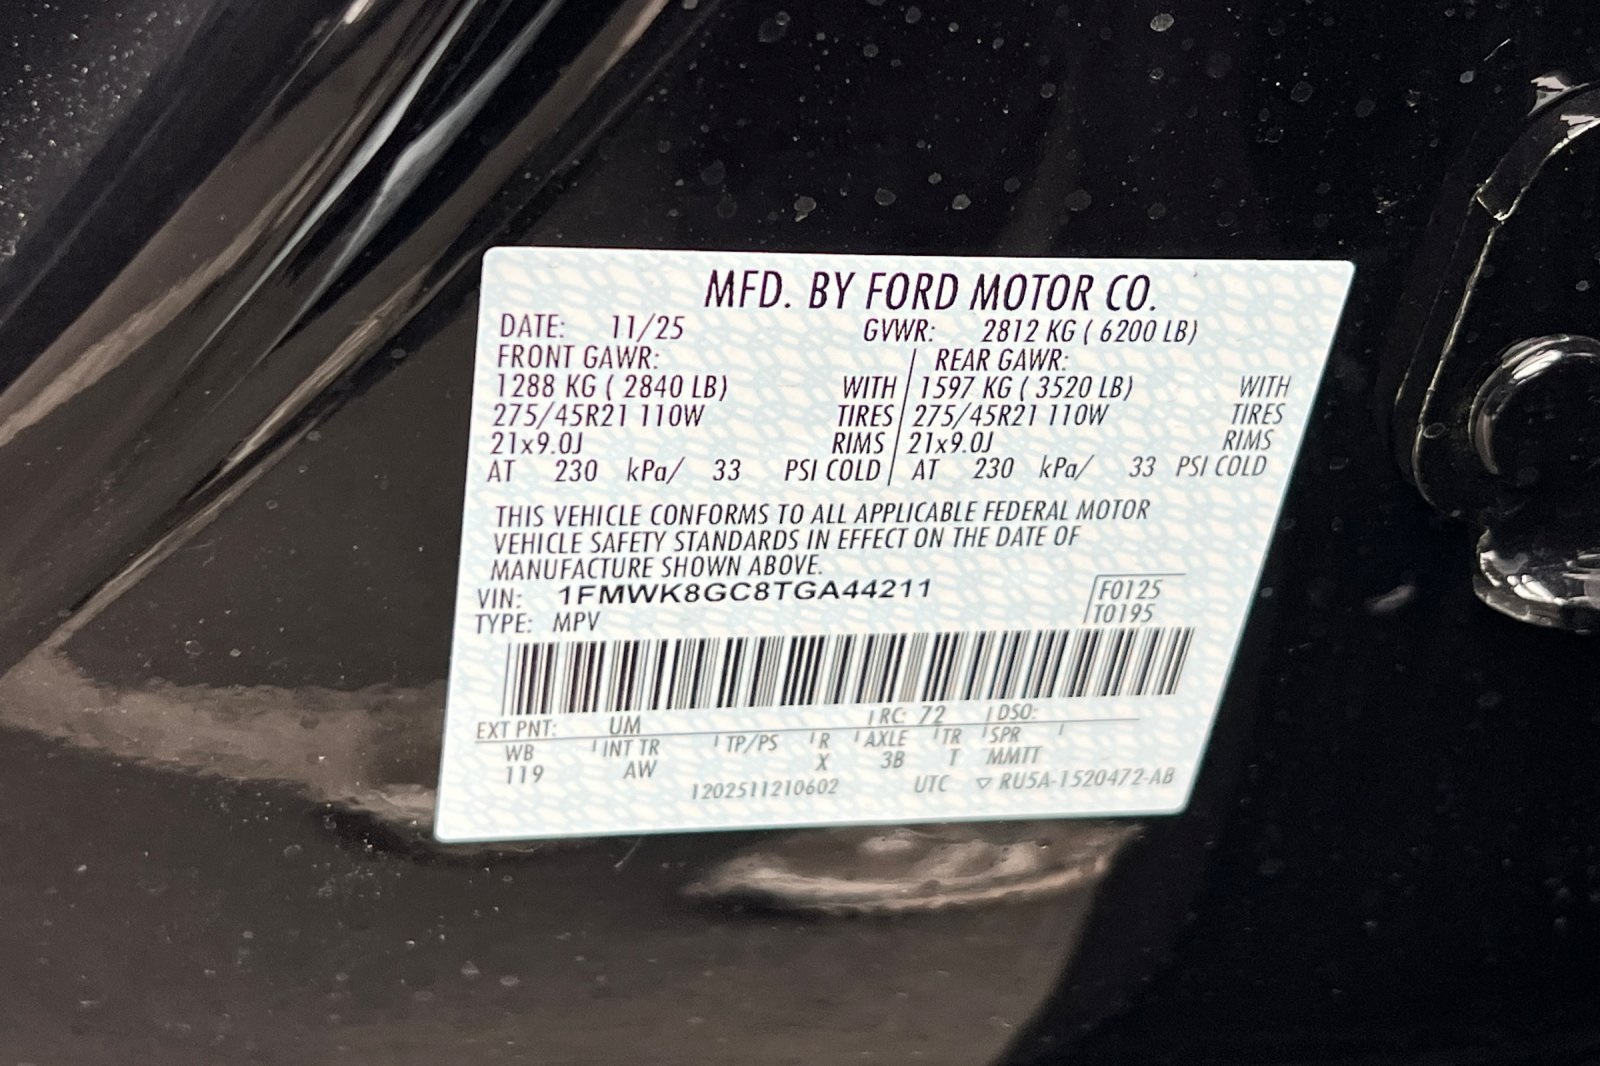 MFD. BY FORD MOTOR CO.
DATE: 11/25 GVWR: 2812 KG ( 6200 LB)
FRONT GAWR: REAR GAWR:
1288 KG ( 2840 LB) WITH 1597 KG ( 3520 LB) WITH
275/45R21 110W TIRES 275/45R21 110W TIRES
21x9.0J RIMS 21x9.0J RIMS
AT 230 kPa/ 33 PSI COLD AT 230 kPa/ 33 PSI COLD
THIS VEHICLE CONFORMS TO ALL APPLICABLE FEDERAL MOTOR
VEHICLE SAFETY STANDARDS IN EFFECT ON THE DATE OF
MANUFACTURE SHOWN ABOVE.
VIN: 1FMWK8GC8TGA44211 F0125
TYPE: MPV T0195
EXT PNT: UM RC: 72 DSO:
WB INT TR TP/PS R AXLE TR SPR
119 AW X 3B T MMTT
1202511210602 UTC ▽ RU5A-1520472-AB